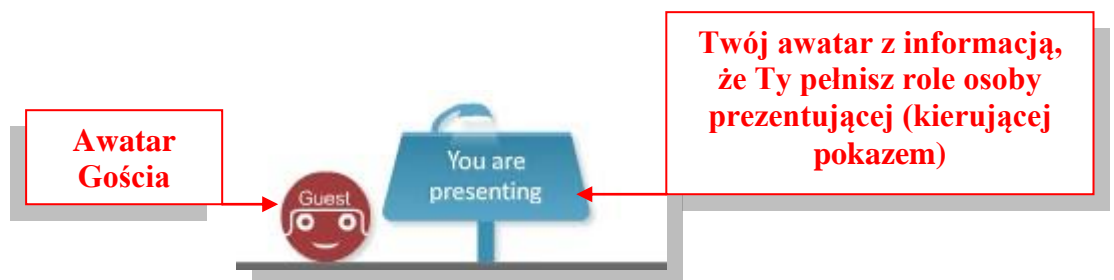 Twój awatar z informacją,
że Ty pełnisz role osoby
prezentującej (kierującej
pokazem)
Awatar
Gościa
You are
presenting
Guest